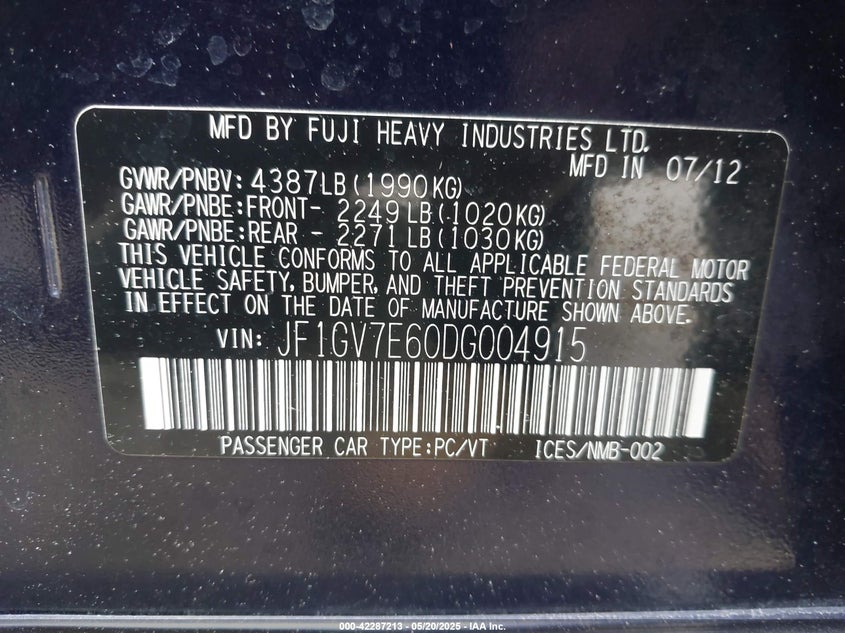 MFD BY FUJI HEAVY INDUSTRIES LTD.
MFD IN 07/12
GVWR/PNBV: 4387LB(1990KG)
GAWR/PNBE:FRONT- 2249LB(1020KG)
GAWR/PNBE:REAR - 2271LB(1030KG)
THIS VEHICLE CONFORMS TO ALL APPLICABLE FEDERAL MOTOR
VEHICLE SAFETY, BUMPER, AND THEFT PREVENTION STANDARDS
IN EFFECT ON THE DATE OF MANUFACTURE SHOWN ABOVE.
VIN: JF1GV7E60DG004915
PASSENGER CAR TYPE:PC/VT ICES/NMB-002
000-42287213 - 05/20/2025 - IAA Inc.